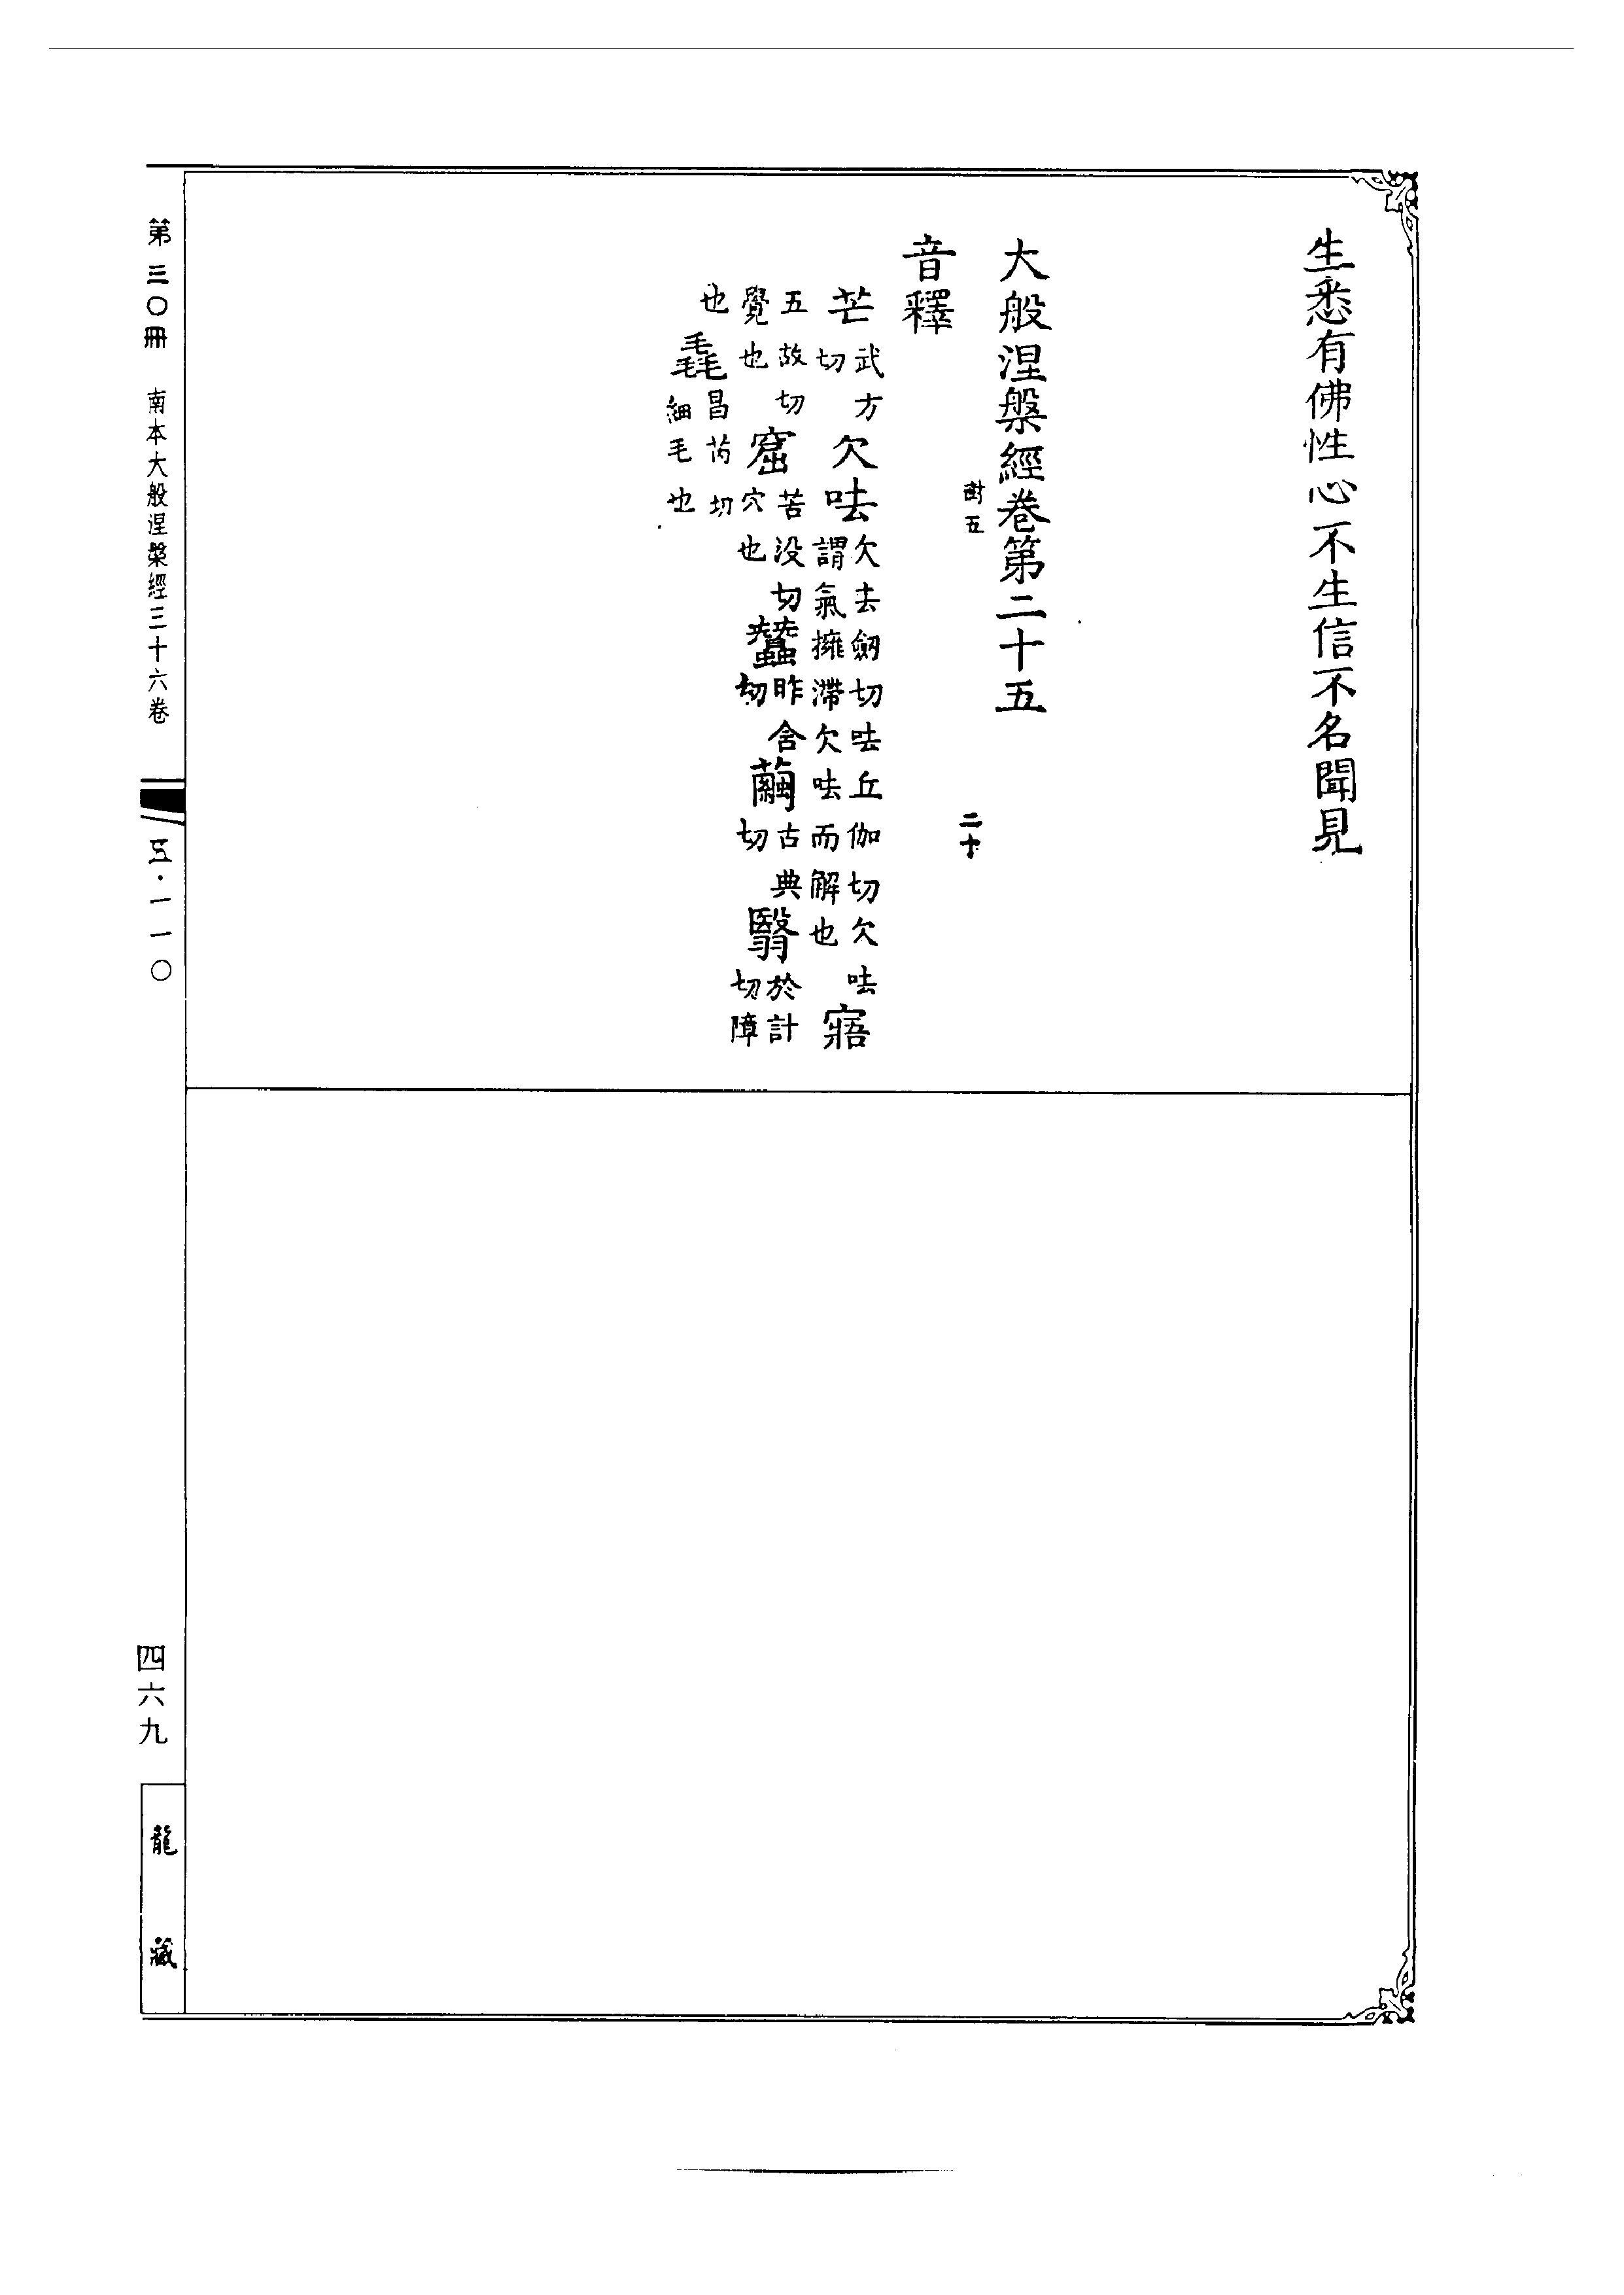 生悉有佛性心不生信不名聞見
大般涅槃經卷第二十五
尌五
二十
音釋
芒武方切欠呿欠去劒切呿丘伽切欠呿謂氣擁滯欠呿而解也寤
五故切覺也窟苦没切穴也蠶昨含切繭古典切翳於計切障
也毳昌芮切細毛也
第三〇冊 南本大般涅槃經三十六卷
五·一一〇
四六九
龍藏